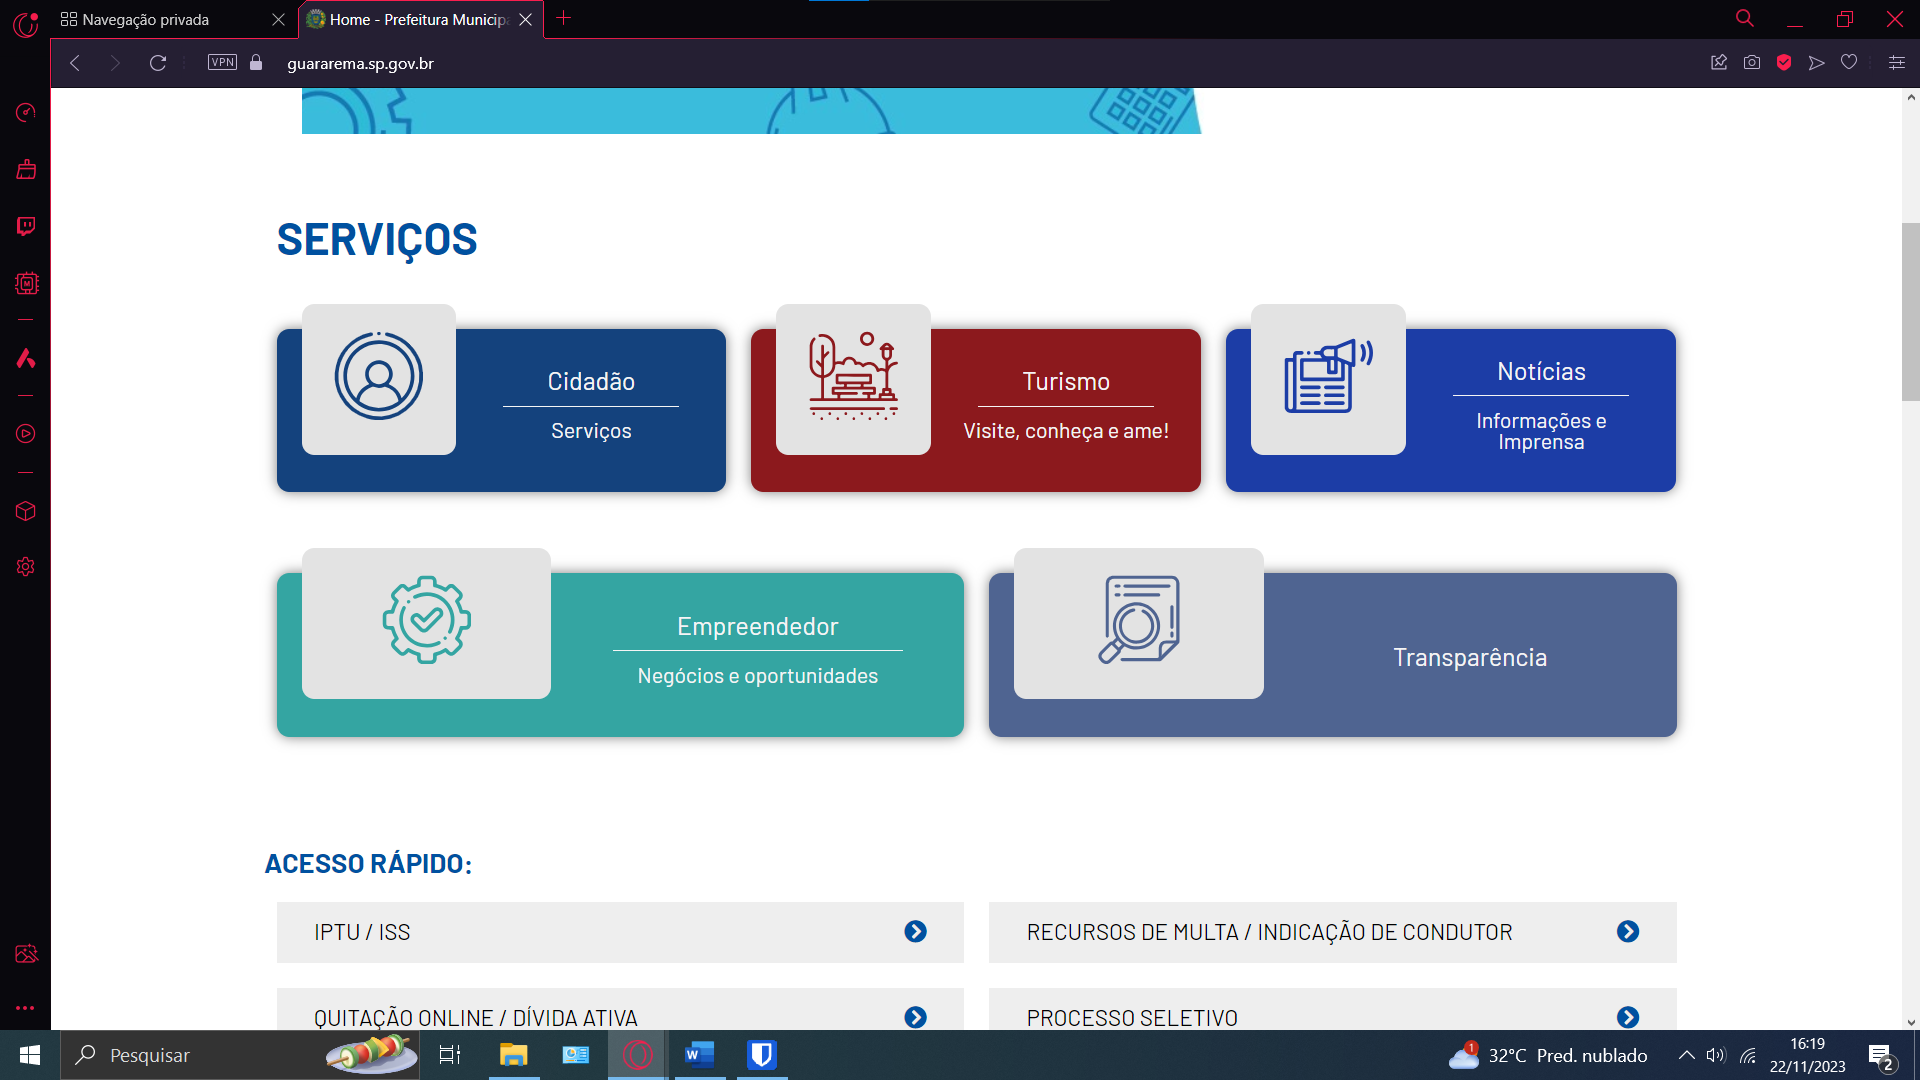 Navegação privada
Home - Prefeitura Municip
VPN
guararema.sp.gov.br
SERVIÇOS
Cidadão
Serviços
Turismo
Visite, conheça e ame!
Notícias
Informações e
Imprensa
Empreendedor
Negócios e oportunidades
Transparência
ACESSO RÁPIDO:
IPTU / ISS
RECURSOS DE MULTA / INDICAÇÃO DE CONDUTOR
QUITAÇÃO ONLINE / DÍVIDA ATIVA
PROCESSO SELETIVO
Pesquisar
1
32°C Pred. nublado
16:19
22/11/2023
2